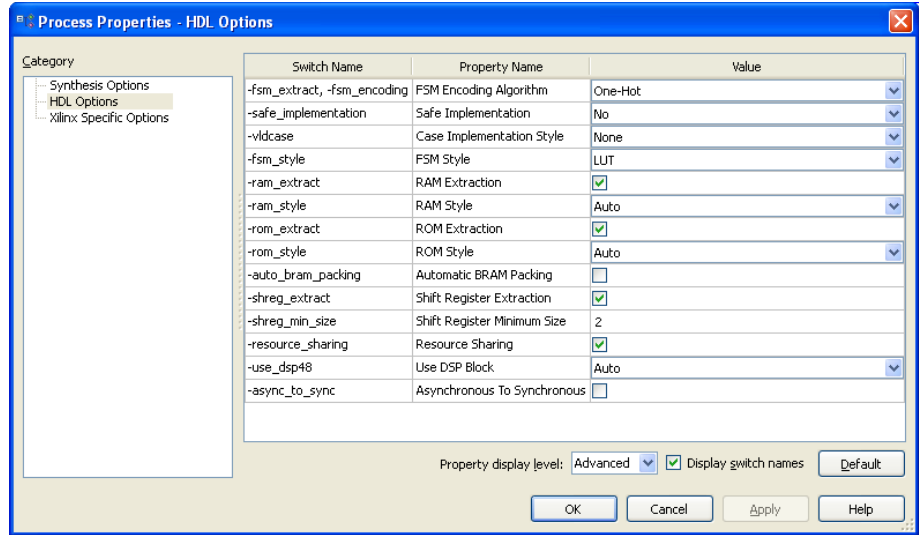 Process Properties - HDL Options
Category
Synthesis Options
HDL Options
Xilinx Specific Options
Switch Name Property Name Value
-fsm_extract, -fsm_encoding FSM Encoding Algorithm One-Hot
-safe_implementation Safe Implementation No
-vldcase Case Implementation Style None
-fsm_style FSM Style LUT
-ram_extract RAM Extraction
-ram_style RAM Style Auto
-rom_extract ROM Extraction
-rom_style ROM Style Auto
-auto_bram_packing Automatic BRAM Packing
-shreg_extract Shift Register Extraction
-shreg_min_size Shift Register Minimum Size 2
-resource_sharing Resource Sharing
-use_dsp48 Use DSP Block Auto
-async_to_sync Asynchronous To Synchronous
Property display level: Advanced Display switch names Default
OK Cancel Apply Help